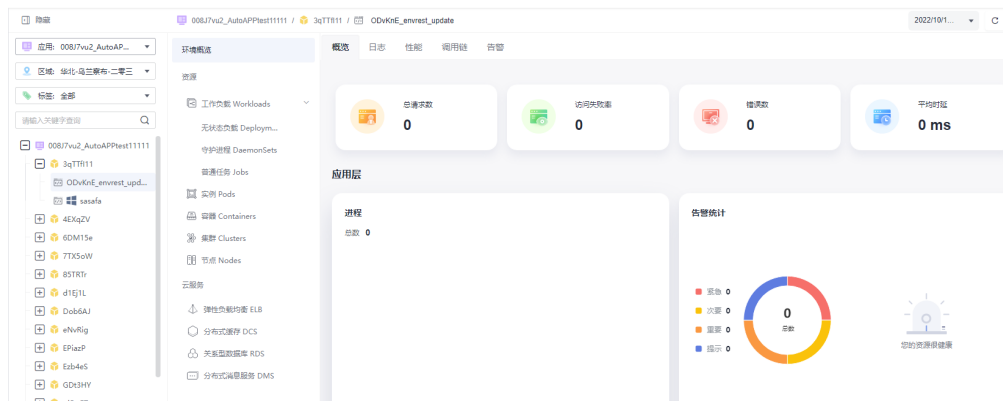 隐藏
008J7vu2_AutoAPPtest11111 / 3qTTfI11 / ODvKnE_envrest_update
2022/10/1...
应用: 008J7vu2_AutoAP...
区域: 华北-乌兰察布-二零三
标签: 全部
请输入关键字查询
008J7vu2_AutoAPPtest11111
3qTTfI11
ODvKnE_envrest_upd...
sasafa
4EXqZV
6DM15e
7TX5oW
85TRTr
d1Ej1L
Dob6AJ
eNvRig
EPiazP
Ezb4eS
GDt3HY
环境概览
资源
工作负载 Workloads
无状态负载 Deploym...
守护进程 DaemonSets
普通任务 Jobs
实例 Pods
容器 Containers
集群 Clusters
节点 Nodes
云服务
弹性负载均衡 ELB
分布式缓存 DCS
关系型数据库 RDS
分布式消息服务 DMS
概览 日志 性能 调用链 告警
总请求数
0
访问失败率
0
错误数
0
平均时延
0 ms
应用层
进程
总数 0
告警统计
紧急 0
次要 0
重要 0
提示 0
0
总数
您的资源很健康